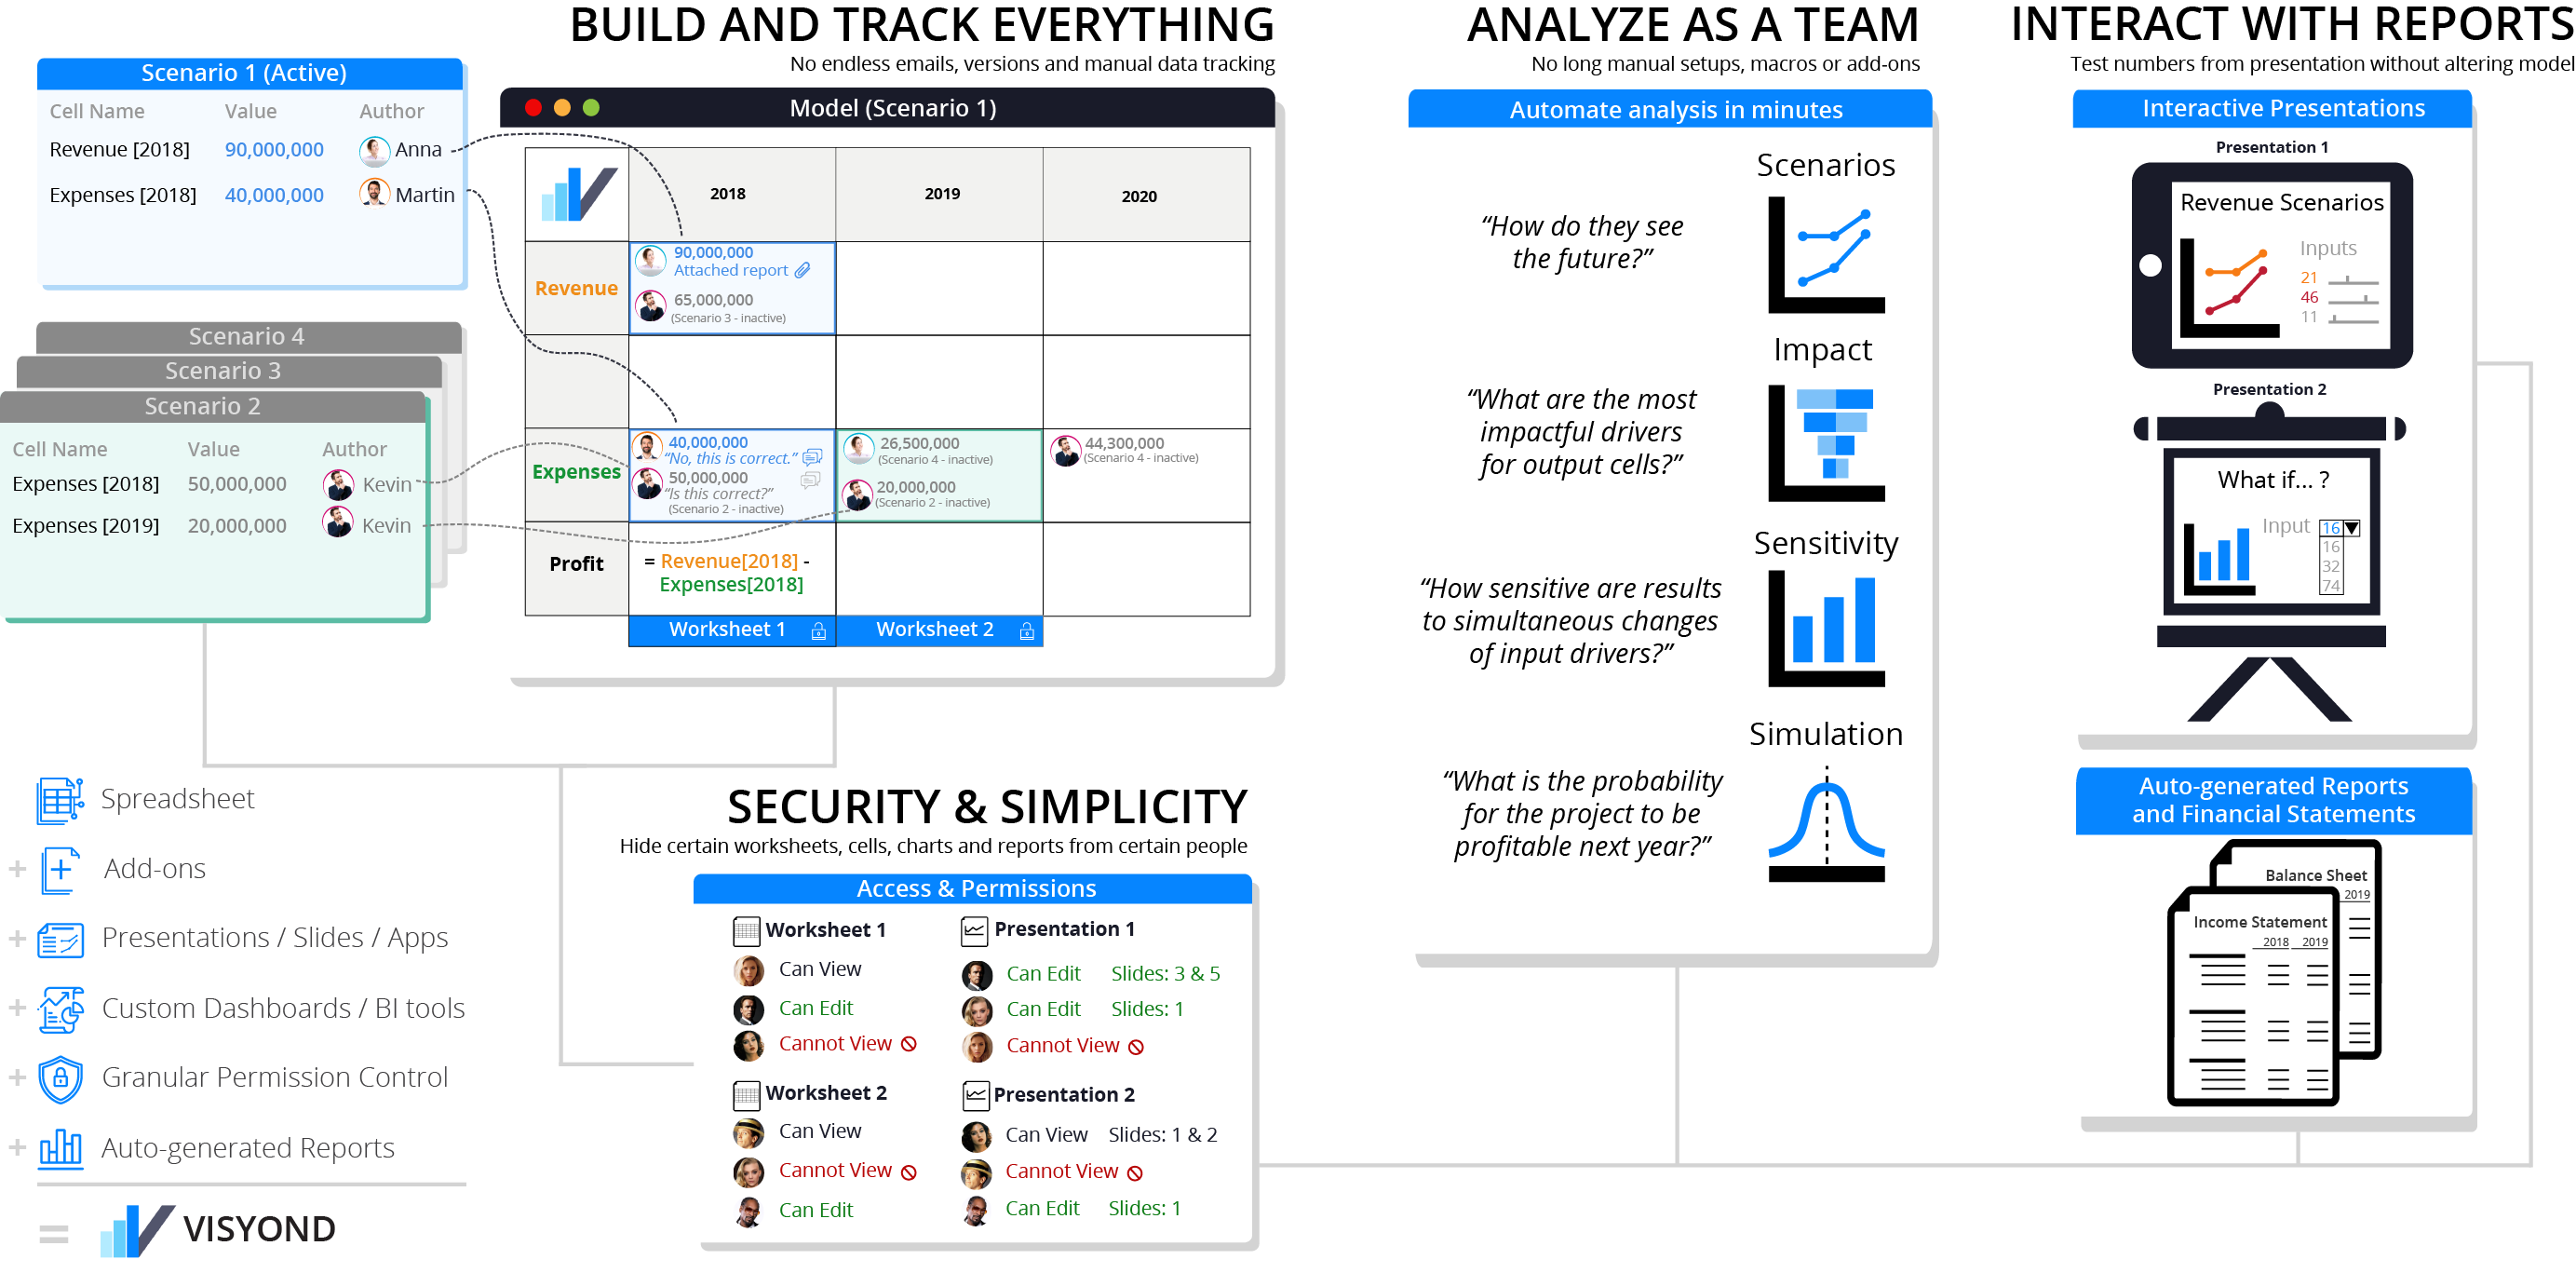 BUILD AND TRACK EVERYTHING
No endless emails, versions and manual data tracking
Scenario 1 (Active)
Cell Name Value Author
Revenue [2018] 90,000,000 Anna
Expenses [2018] 40,000,000 Martin
Scenario 4
Scenario 3
Scenario 2
Cell Name Value Author
Expenses [2018] 50,000,000 Kevin
Expenses [2019] 20,000,000 Kevin
Model (Scenario 1)
2018 2019 2020
Revenue
90,000,000
Attached report
65,000,000
(Scenario 3 - inactive)
Expenses
40,000,000
“No, this is correct.”
50,000,000
“Is this correct?”
(Scenario 2 - inactive)
26,500,000
(Scenario 4 - inactive)
20,000,000
(Scenario 2 - inactive)
44,300,000
(Scenario 4 - inactive)
Profit
= Revenue[2018] -
Expenses[2018]
Worksheet 1 Worksheet 2
Spreadsheet
+ Add-ons
+ Presentations / Slides / Apps
+ Custom Dashboards / BI tools
+ Granular Permission Control
+ Auto-generated Reports
= VISYOND
SECURITY & SIMPLICITY
Hide certain worksheets, cells, charts and reports from certain people
Access & Permissions
Worksheet 1
Can View
Can Edit
Cannot View
Presentation 1
Can Edit Slides: 3 & 5
Can Edit Slides: 1
Cannot View
Worksheet 2
Can View
Cannot View
Can Edit
Presentation 2
Can View Slides: 1 & 2
Cannot View
Can Edit Slides: 1
ANALYZE AS A TEAM
No long manual setups, macros or add-ons
Automate analysis in minutes
Scenarios
“How do they see
the future?”
Impact
“What are the most
impactful drivers
for output cells?”
Sensitivity
“How sensitive are results
to simultaneous changes
of input drivers?”
Simulation
“What is the probability
for the project to be
profitable next year?”
INTERACT WITH REPORTS
Test numbers from presentation without altering model
Interactive Presentations
Presentation 1
Revenue Scenarios
Inputs
21
46
11
Presentation 2
What if... ?
Input 16
16
32
74
Auto-generated Reports
and Financial Statements
Balance Sheet
2019
Income Statement
2018 2019